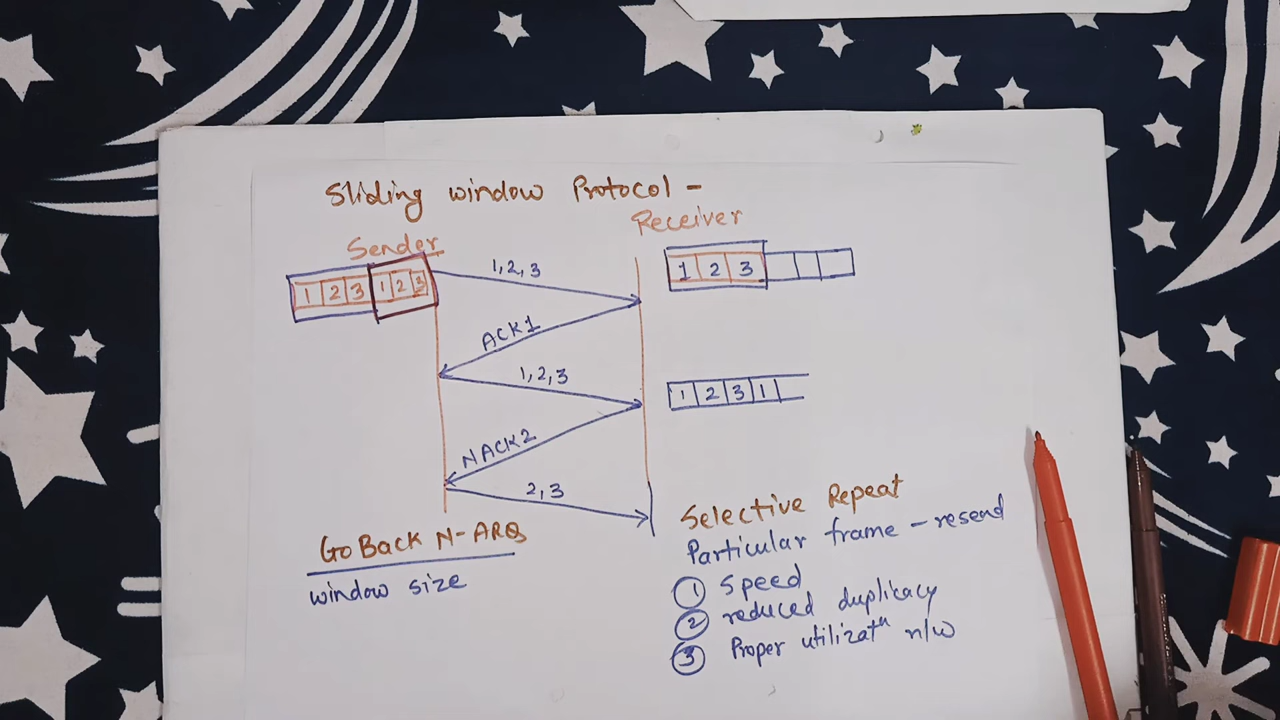 Sliding window Protocol -
Sender
Receiver
1 2 3 1 2 3
1,2,3
1 2 3
ACK1
1,2,3
1 2 3 1
NACK2
2,3
GoBack N-ARQ
window size
Selective Repeat
Particular frame - resend
1 Speed
2 reduced duplicacy
3 Proper utilizatⁿ n/w